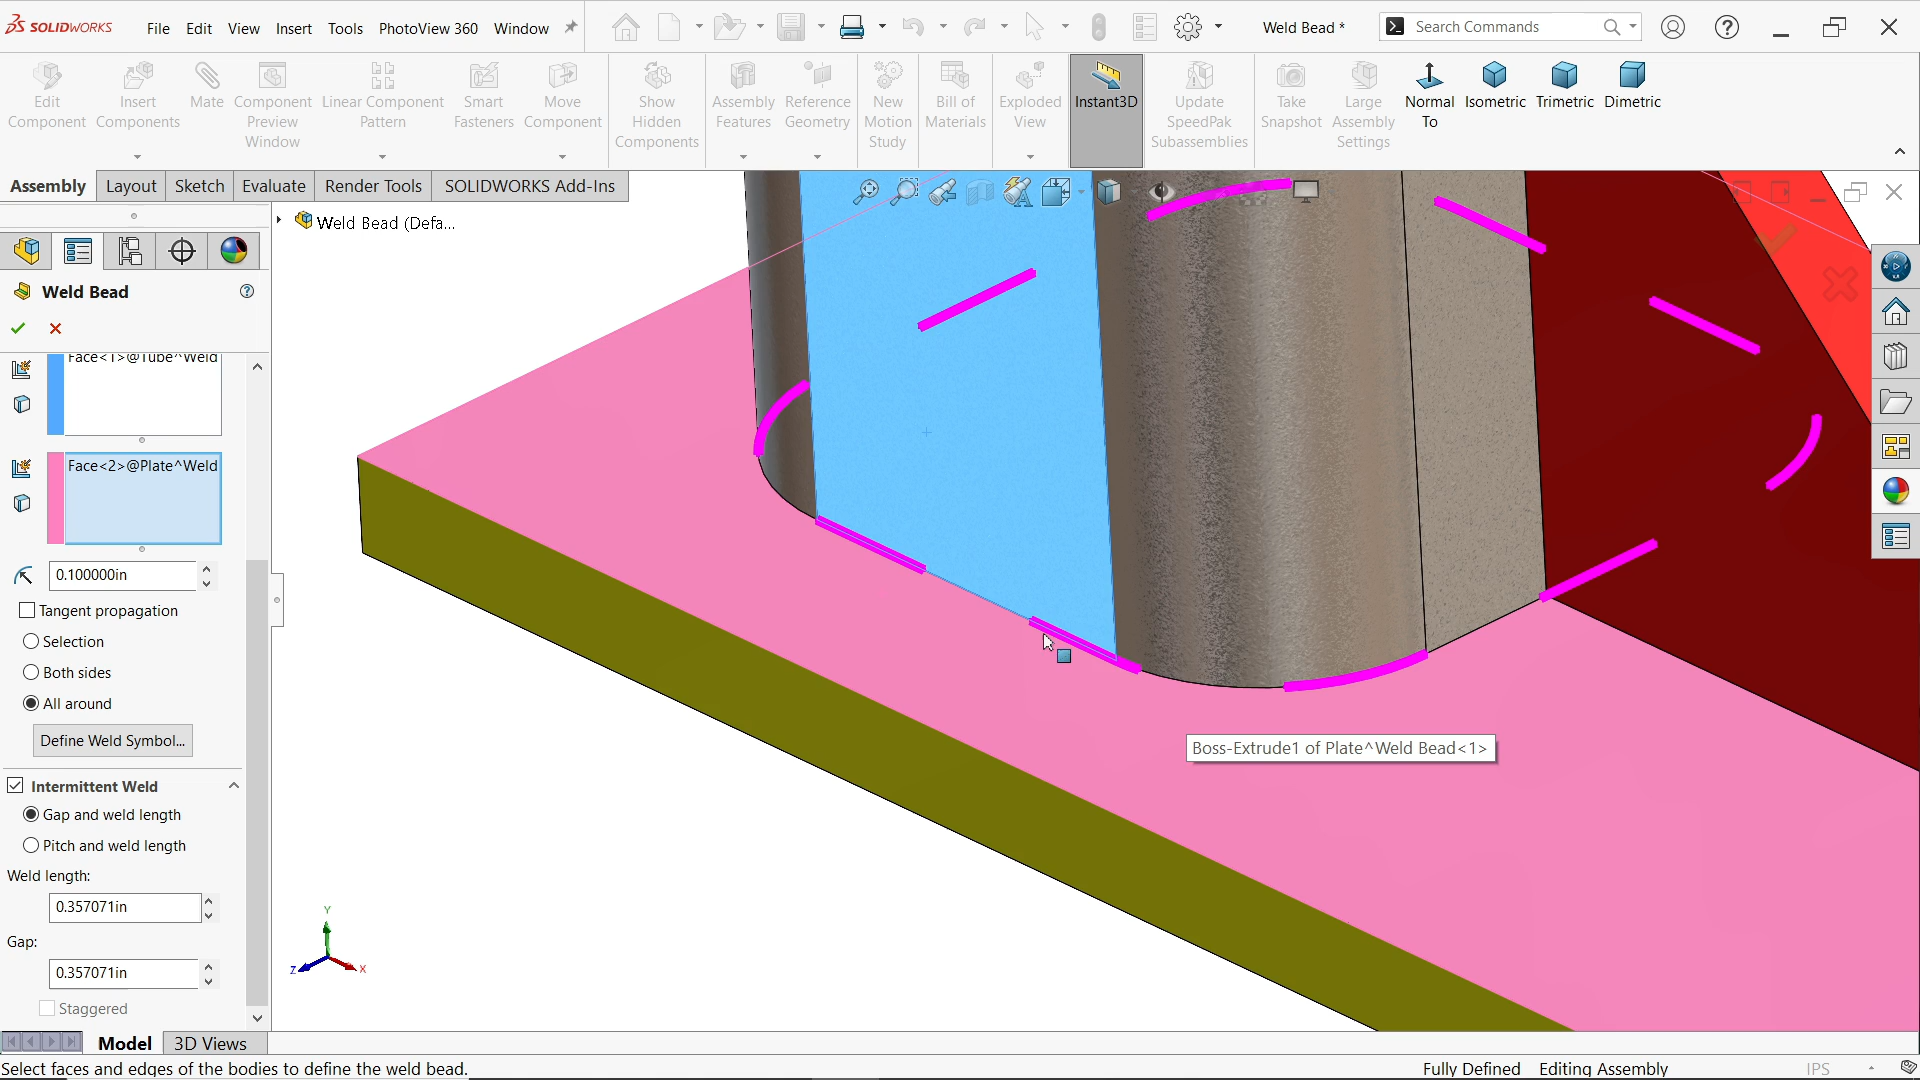 SOLIDWORKS File Edit View Insert Tools PhotoView 360 Window Weld Bead * Search Commands
Edit Component
Insert Components
Mate
Component Preview Window
Linear Component Pattern
Smart Fasteners
Move Component
Show Hidden Components
Assembly Features
Reference Geometry
New Motion Study
Bill of Materials
Exploded View
Instant3D
Update SpeedPak Subassemblies
Take Snapshot
Large Assembly Settings
Normal To
Isometric
Trimetric
Dimetric
Assembly Layout Sketch Evaluate Render Tools SOLIDWORKS Add-Ins
Weld Bead (Defa...
Weld Bead
Face<1>@Tube^Weld
Face<2>@Plate^Weld
0.100000in
Tangent propagation
Selection
Both sides
All around
Define Weld Symbol...
Intermittent Weld
Gap and weld length
Pitch and weld length
Weld length:
0.357071in
Gap:
0.357071in
Staggered
Boss-Extrude1 of Plate^Weld Bead<1>
Y
Z
X
Model 3D Views
Select faces and edges of the bodies to define the weld bead. Fully Defined Editing Assembly IPS